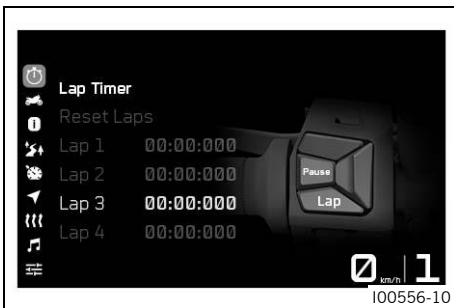 Lap Timer
Reset Laps
Lap 1 00:00:000
Lap 2 00:00:000
Lap 3 00:00:000
Lap 4 00:00:000
Pause
Lap
0 km/h 1
I00556-10